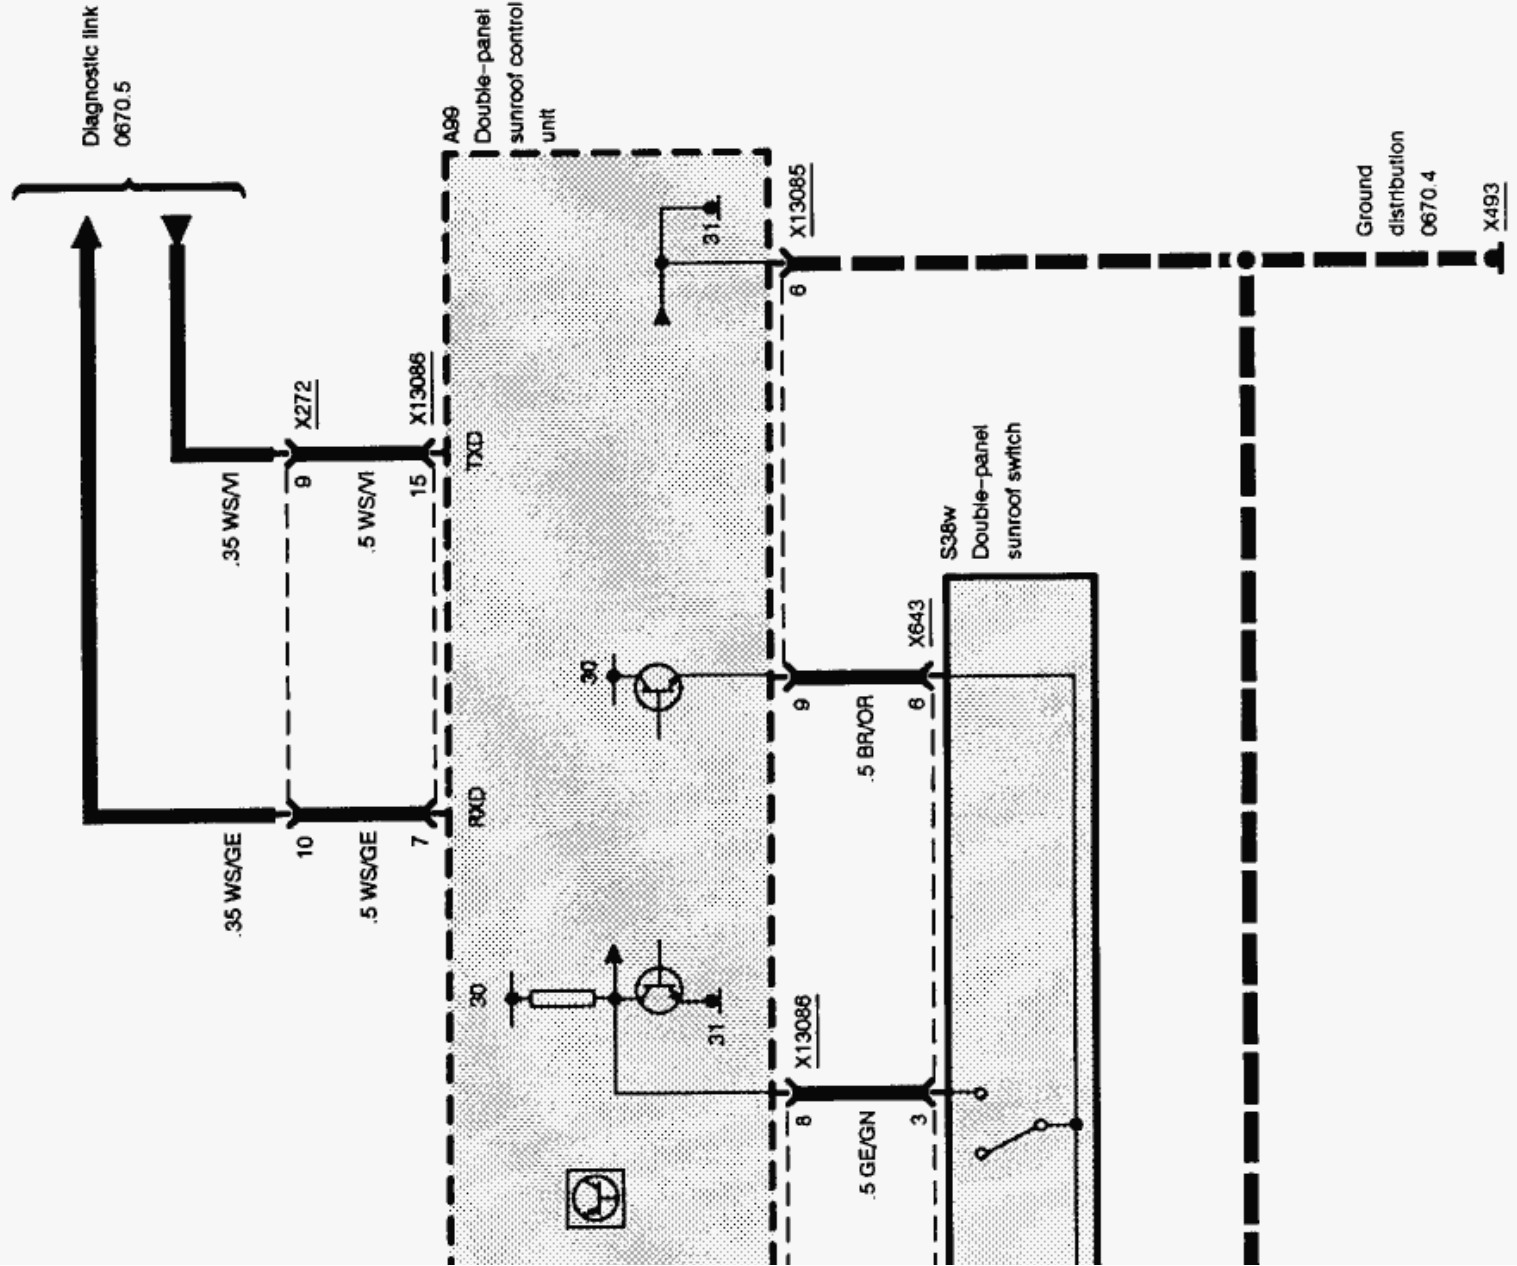 Diagnostic link
0670.5
A99
Double-panel
sunroof control
unit
X13085
31
6
Ground
distribution
0670.4
X493
X272
X13086
TXD
9
15
.35 WS/VI
.5 WS/VI
S38w
Double-panel
sunroof switch
30
X643
9
6
.5 BR/OR
RXD
10
7
.35 WS/GE
.5 WS/GE
30
31
X13086
8
3
.5 GE/GN